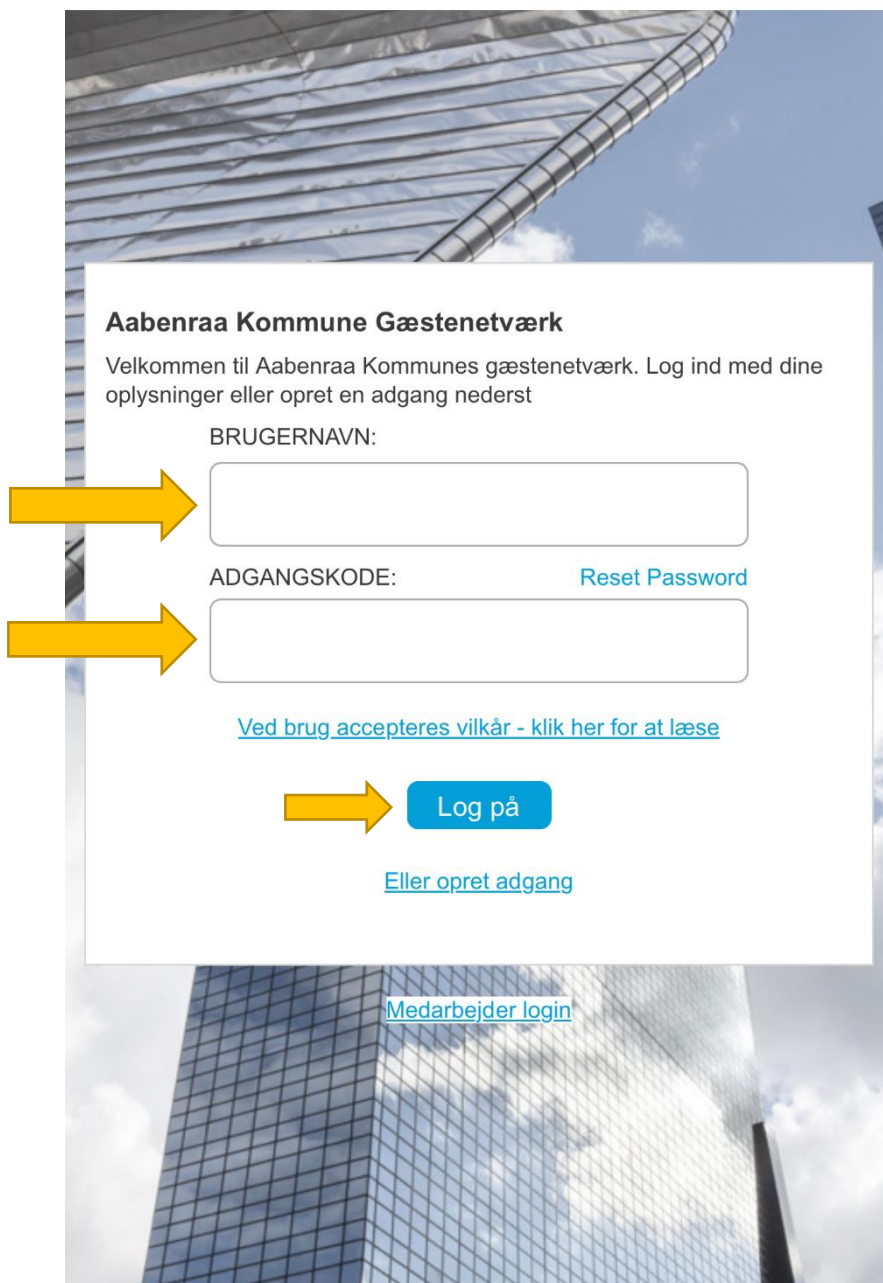 Aabenraa Kommune Gæstenetværk
Velkommen til Aabenraa Kommunes gæstenetværk. Log ind med dine
oplysninger eller opret en adgang nederst
BRUGERNAVN:
ADGANGSKODE: Reset Password
Ved brug accepteres vilkår - klik her for at læse
Log på
Eller opret adgang
Medarbejder login